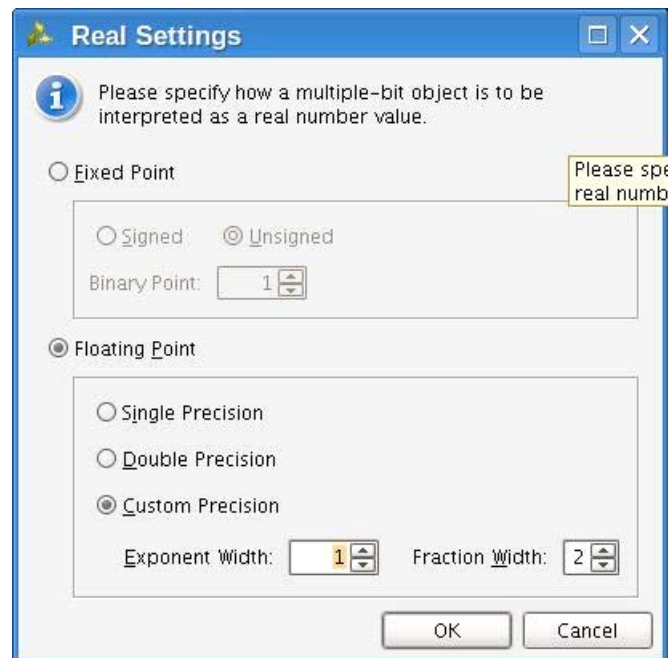 Real Settings
Please specify how a multiple-bit object is to be
interpreted as a real number value.
Fixed Point
Please spe
real numb
Signed Unsigned
Binary Point: 1
Floating Point
Single Precision
Double Precision
Custom Precision
Exponent Width: 1 Fraction Width: 2
OK Cancel